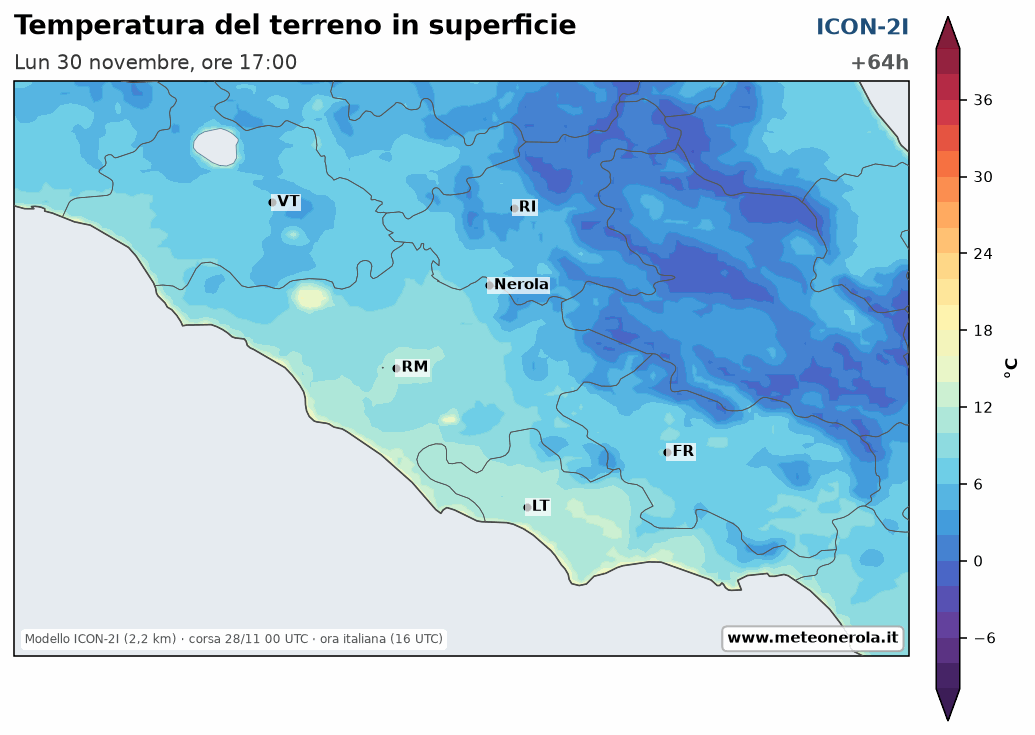 Temperatura del terreno in superficie
ICON-2I
Lun 30 novembre, ore 17:00
+64h
36
30
24
18
12
6
0
−6
°C
VT
RI
Nerola
RM
FR
LT
Modello ICON-2I (2,2 km) · corsa 28/11 00 UTC · ora italiana (16 UTC)
www.meteonerola.it